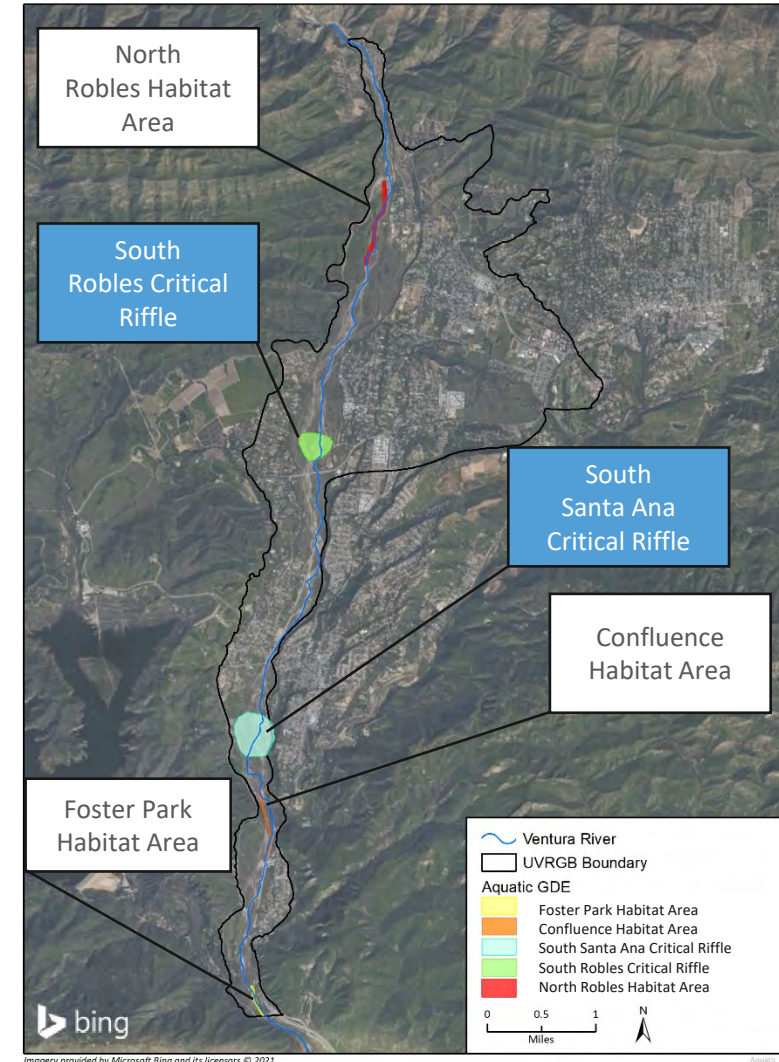 North
Robles Habitat
Area
South
Robles Critical
Riffle
South
Santa Ana
Critical Riffle
Confluence
Habitat Area
Foster Park
Habitat Area
Ventura River
UVRGB Boundary
Aquatic GDE
Foster Park Habitat Area
Confluence Habitat Area
South Santa Ana Critical Riffle
South Robles Critical Riffle
North Robles Habitat Area
0 0.5 1
Miles
N
bing
Imagery provided by Microsoft Bing and its licensors © 2021.